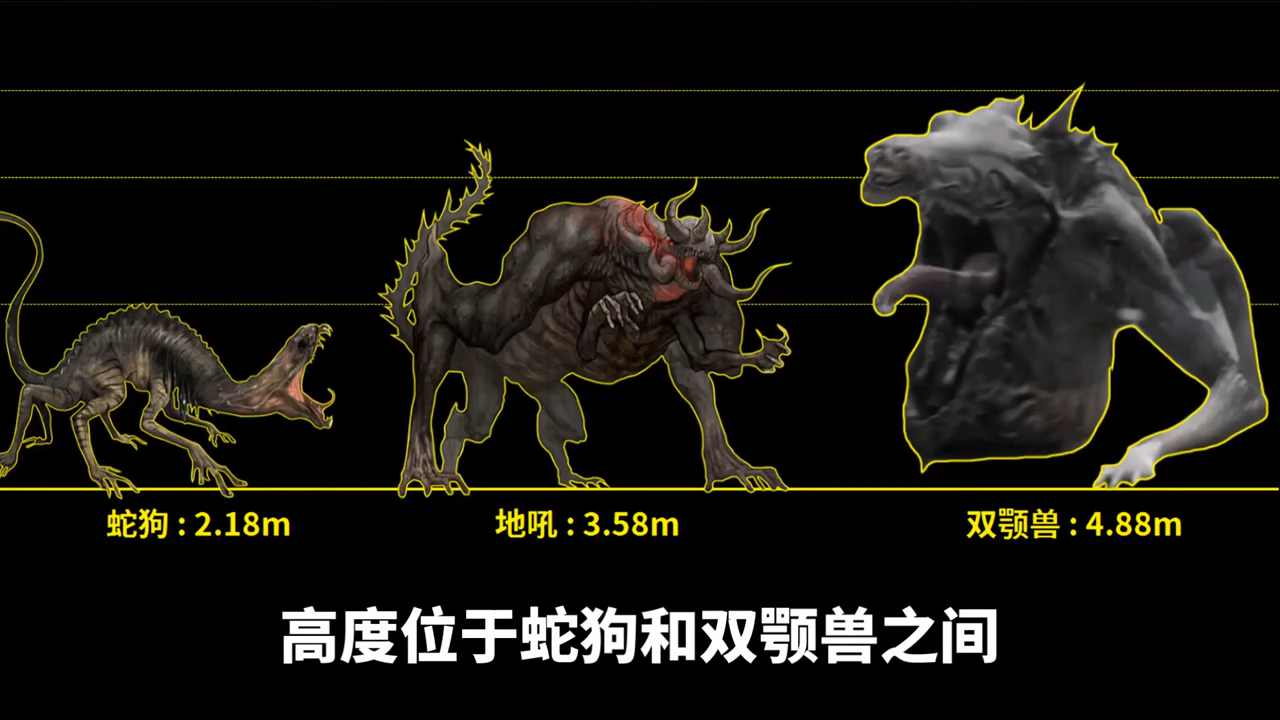 蛇狗 : 2.18m
地吼 : 3.58m
双颚兽 : 4.88m
高度位于蛇狗和双颚兽之间